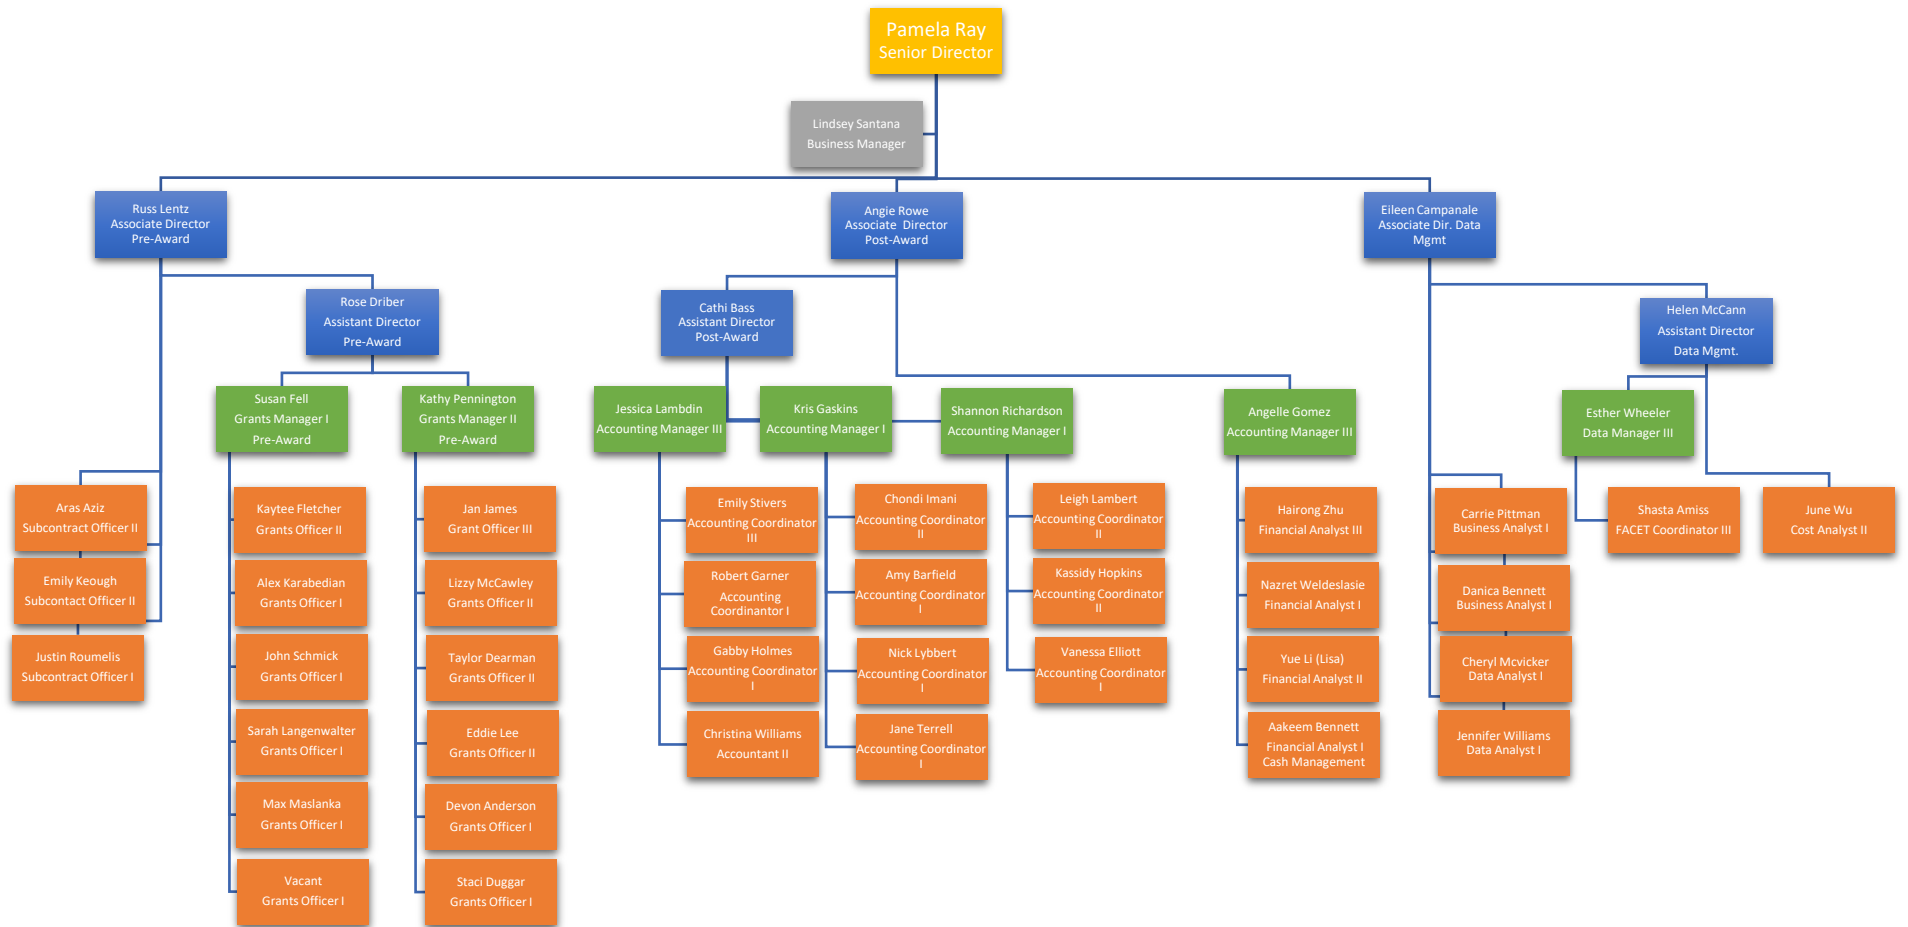 Pamela Ray
Senior Director
Lindsey Santana
Business Manager
Russ Lentz
Associate Director
Pre-Award
Angie Rowe
Associate  Director
Post-Award
Eileen Campanale
Associate Dir. Data
Mgmt
Rose Driber
Assistant Director
Pre-Award
Cathi Bass
Assistant Director
Post-Award
Helen McCann
Assistant Director
Data Mgmt.
Susan Fell
Grants Manager I
Pre-Award
Kathy Pennington
Grants Manager II
Pre-Award
Jessica Lambdin
Accounting Manager III
Kris Gaskins
Accounting Manager I
Shannon Richardson
Accounting Manager I
Angelle Gomez
Accounting Manager III
Esther Wheeler
Data Manager III
Aras Aziz
Subcontract Officer II
Emily Keough
Subcontact Officer II
Justin Roumelis
Subcontract Officer I
Kaytee Fletcher
Grants Officer II
Alex Karabedian
Grants Officer I
John Schmick
Grants Officer I
Sarah Langenwalter
Grants Officer I
Max Maslanka
Grants Officer I
Vacant
Grants Officer I
Jan James
Grant Officer III
Lizzy McCawley
Grants Officer II
Taylor Dearman
Grants Officer II
Eddie Lee
Grants Officer II
Devon Anderson
Grants Officer I
Staci Duggar
Grants Officer I
Emily Stivers
Accounting Coordinator
III
Robert Garner
Accounting
Coordinantor I
Gabby Holmes
Accounting Coordinator
I
Christina Williams
Accountant II
Chondi Imani
Accounting Coordinator
II
Amy Barfield
Accounting Coordinator
I
Nick Lybbert
Accounting Coordinator
I
Jane Terrell
Accounting Coordinator
I
Leigh Lambert
Accounting Coordinator
II
Kassidy Hopkins
Accounting Coordinator
II
Vanessa Elliott
Accounting Coordinator
I
Hairong Zhu
Financial Analyst III
Nazret Weldeslasie
Financial Analyst I
Yue Li (Lisa)
Financial Analyst II
Aakeem Bennett
Financial Analyst I
Cash Management
Carrie Pittman
Business Analyst I
Danica Bennett
Business Analyst I
Cheryl Mcvicker
Data Analyst I
Jennifer Williams
Data Analyst I
Shasta Amiss
FACET Coordinator III
June Wu
Cost Analyst II